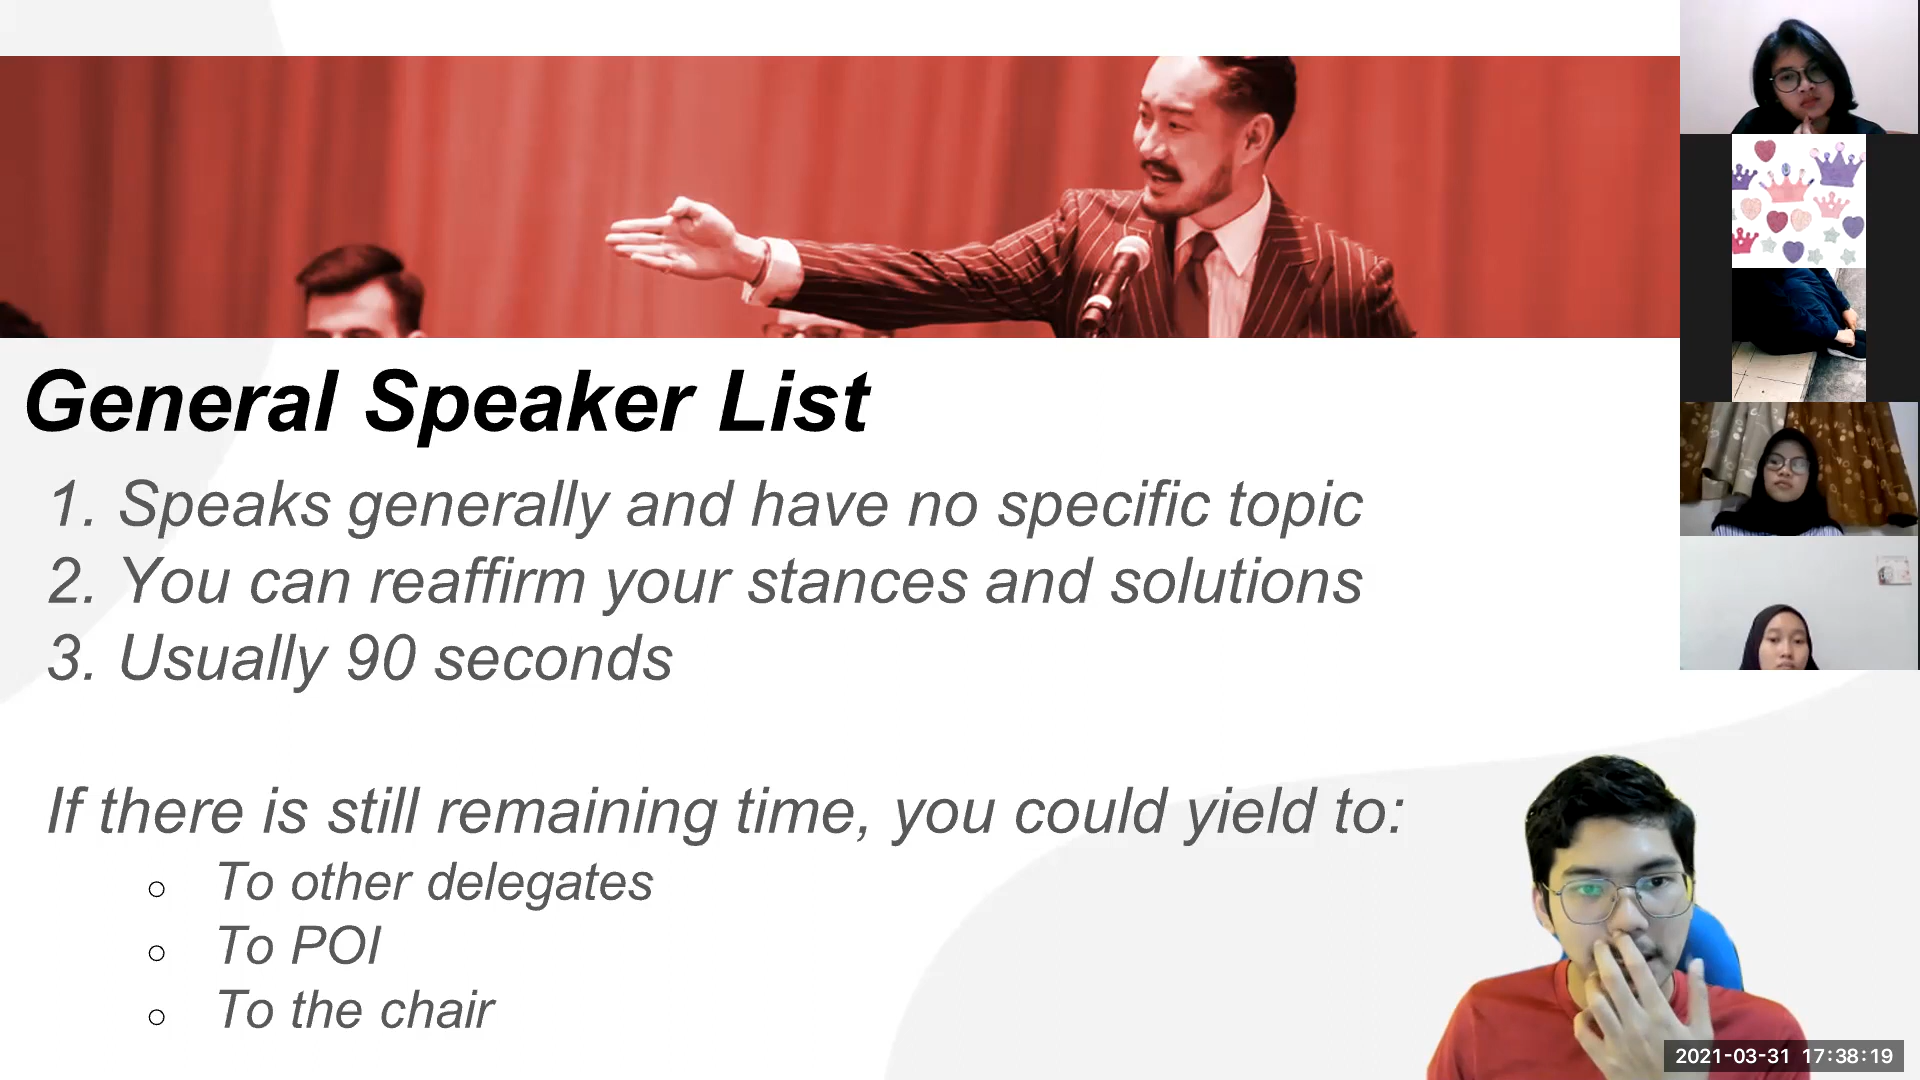 General Speaker List
1. Speaks generally and have no specific topic
2. You can reaffirm your stances and solutions
3. Usually 90 seconds
If there is still remaining time, you could yield to:
○ To other delegates
○ To POI
○ To the chair
2021-03-31 17:38:19